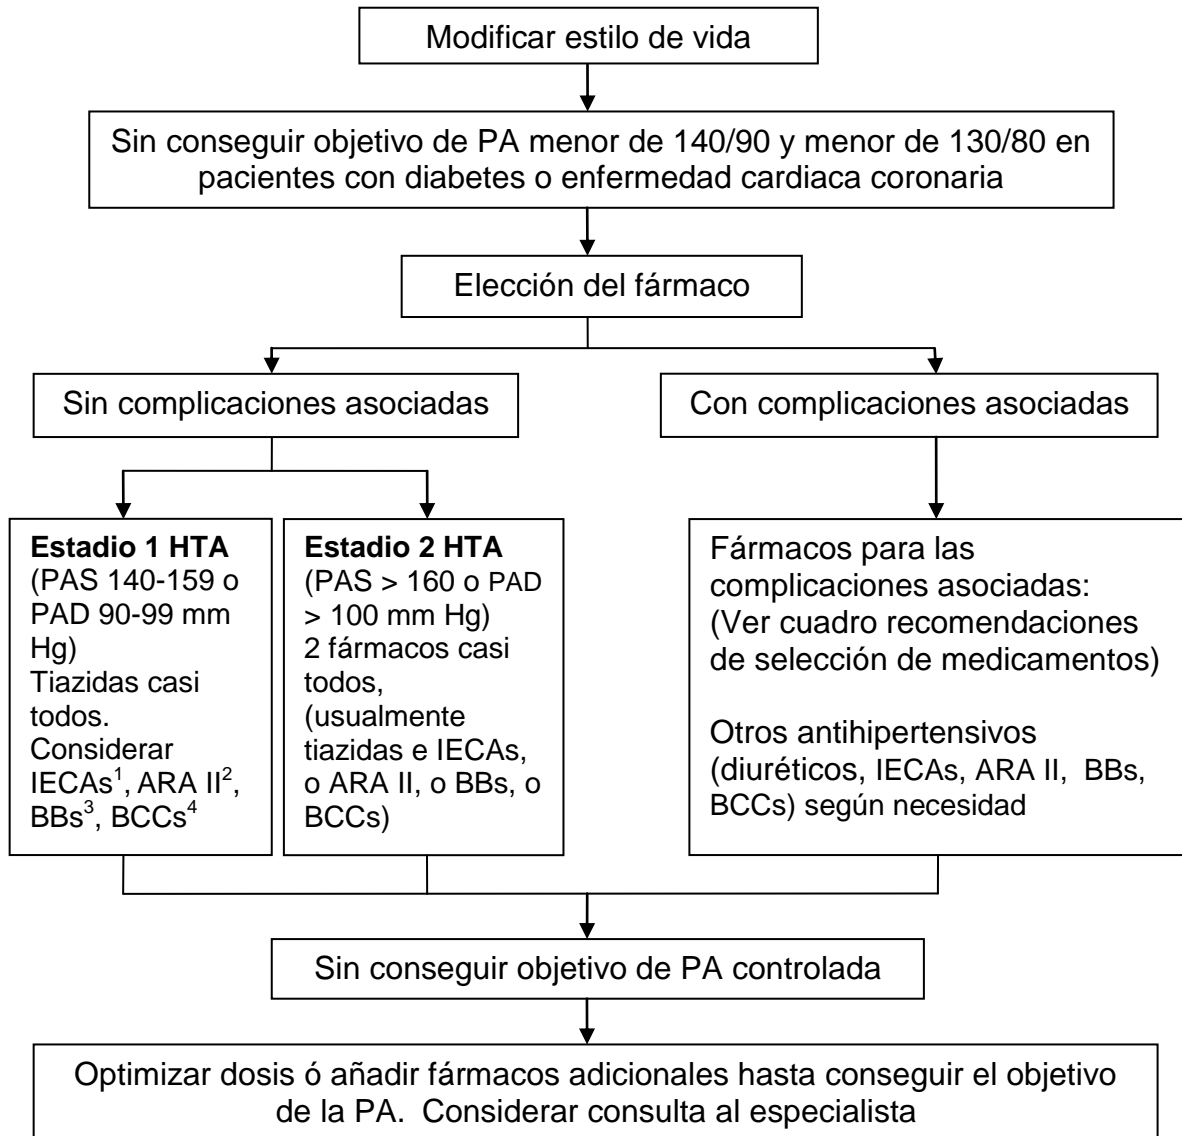 Modificar estilo de vida
Sin conseguir objetivo de PA menor de 140/90 y menor de 130/80 en
pacientes con diabetes o enfermedad cardiaca coronaria
Elección del fármaco
Sin complicaciones asociadas
Con complicaciones asociadas
Estadio 1 HTA
(PAS 140-159 o
PAD 90-99 mm
Hg)
Tiazidas casi
todos.
Considerar
IECAs¹, ARA II²,
BBs³, BCCs⁴
Estadio 2 HTA
(PAS > 160 o PAD
> 100 mm Hg)
2 fármacos casi
todos,
(usualmente
tiazidas e IECAs,
o ARA II, o BBs, o
BCCs)
Fármacos para las
complicaciones asociadas:
(Ver cuadro recomendaciones
de selección de medicamentos)
Otros antihipertensivos
(diuréticos, IECAs, ARA II, BBs,
BCCs) según necesidad
Sin conseguir objetivo de PA controlada
Optimizar dosis ó añadir fármacos adicionales hasta conseguir el objetivo
de la PA. Considerar consulta al especialista